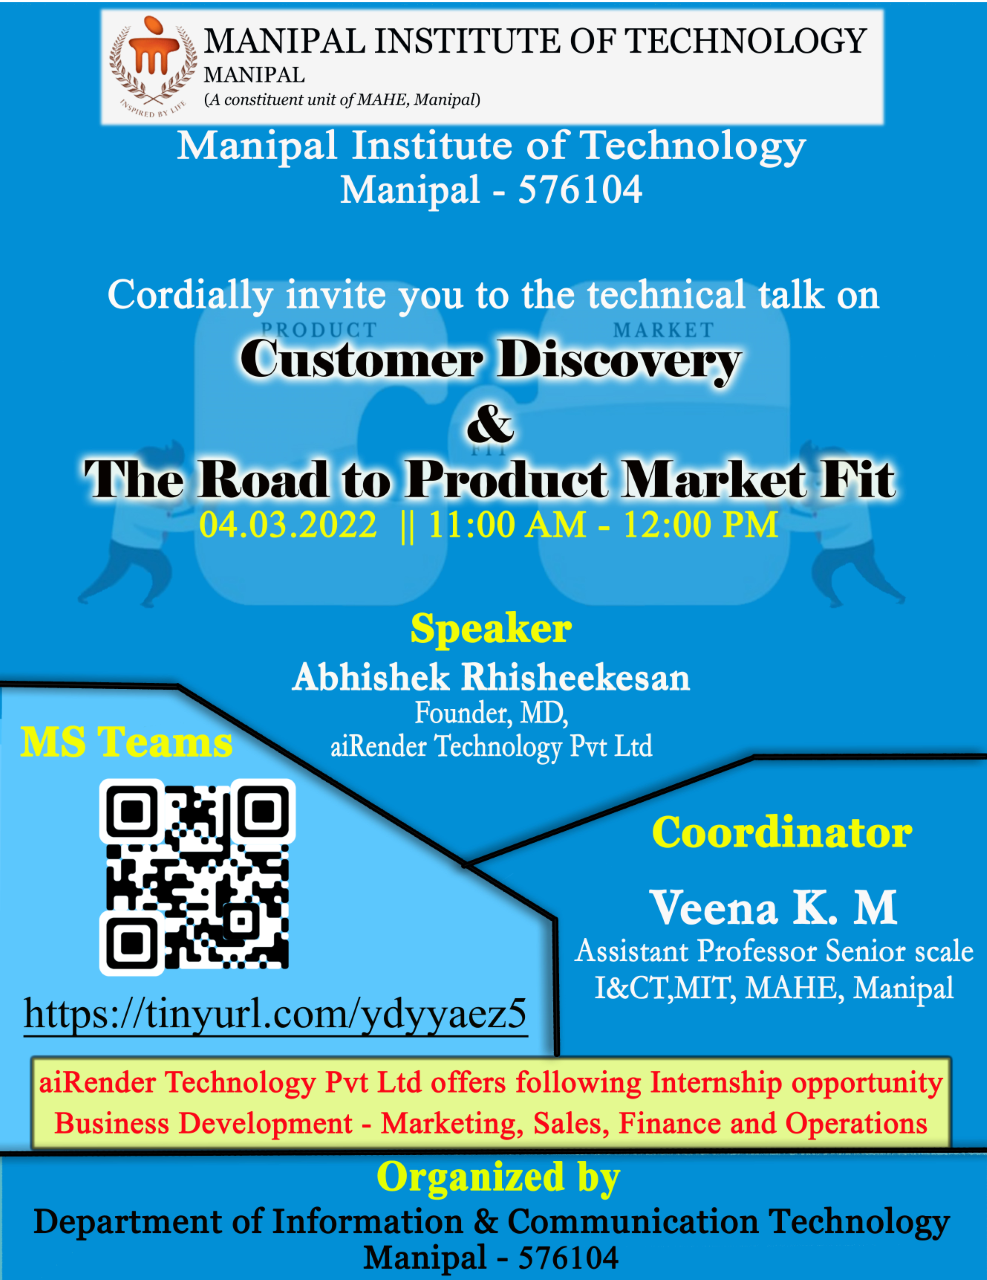 MANIPAL INSTITUTE OF TECHNOLOGY
MANIPAL
(A constituent unit of MAHE, Manipal)
INSPIRED BY LIFE
Manipal Institute of Technology
Manipal - 576104
Cordially invite you to the technical talk on
PRODUCT
MARKET
Customer Discovery
&
FIT
The Road to Product Market Fit
04.03.2022 || 11:00 AM - 12:00 PM
Speaker
Abhishek Rhisheekesan
Founder, MD,
aiRender Technology Pvt Ltd
MS Teams
https://tinyurl.com/ydyyaez5
Coordinator
Veena K. M
Assistant Professor Senior scale
I&CT,MIT, MAHE, Manipal
aiRender Technology Pvt Ltd offers following Internship opportunity
Business Development - Marketing, Sales, Finance and Operations
Organized by
Department of Information & Communication Technology
Manipal - 576104